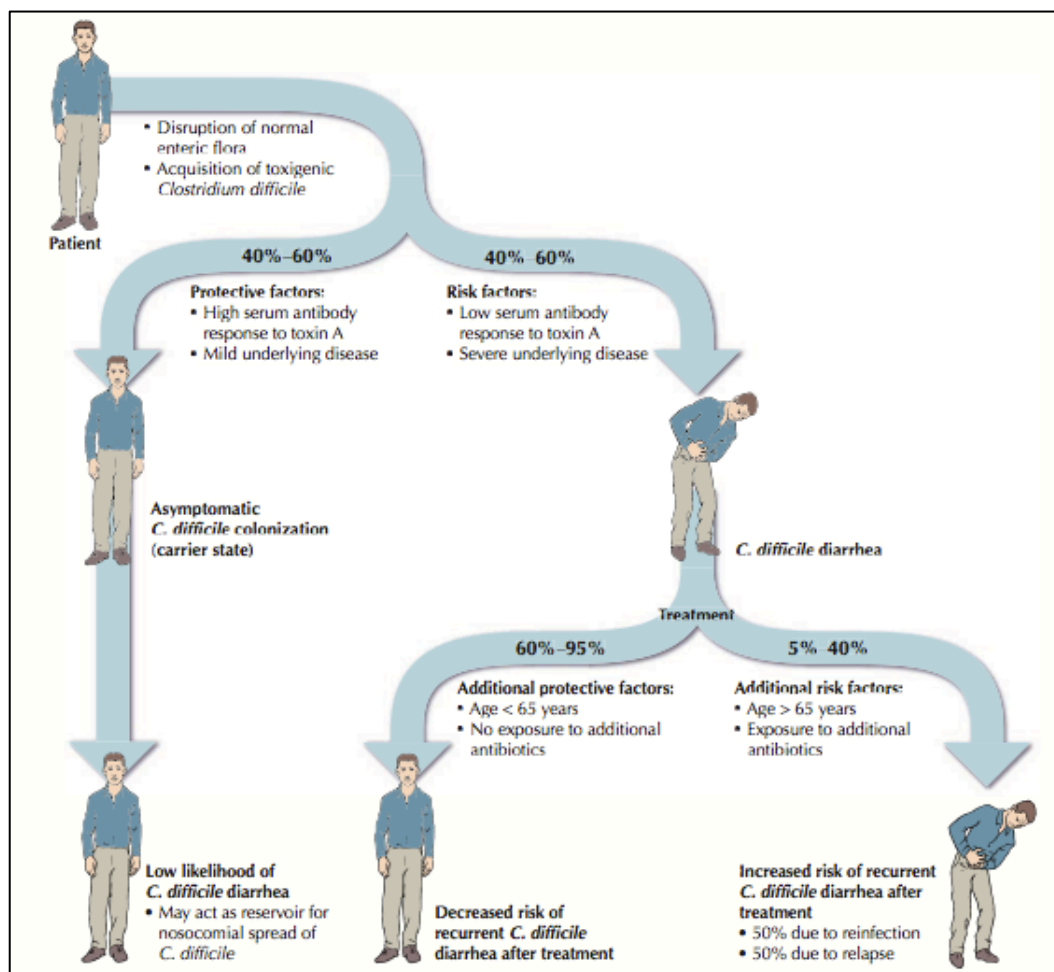 • Disruption of normal
enteric flora
• Acquisition of toxigenic
Clostridium difficile
Patient
40%–60%
Protective factors:
• High serum antibody
response to toxin A
• Mild underlying disease
40%–60%
Risk factors:
• Low serum antibody
response to toxin A
• Severe underlying disease
Asymptomatic
C. difficile colonization
(carrier state)
C. difficile diarrhea
Treatment
60%–95%
Additional protective factors:
• Age < 65 years
• No exposure to additional
antibiotics
5%–40%
Additional risk factors:
• Age > 65 years
• Exposure to additional
antibiotics
Low likelihood of
C. difficile diarrhea
• May act as reservoir for
nosocomial spread of
C. difficile
Decreased risk of
recurrent C. difficile
diarrhea after treatment
Increased risk of recurrent
C. difficile diarrhea after
treatment
• 50% due to reinfection
• 50% due to relapse